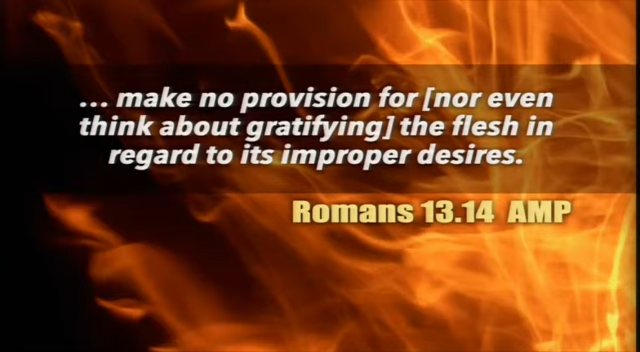 ... make no provision for [nor even
think about gratifying] the flesh in
regard to its improper desires.
Romans 13.14 AMP